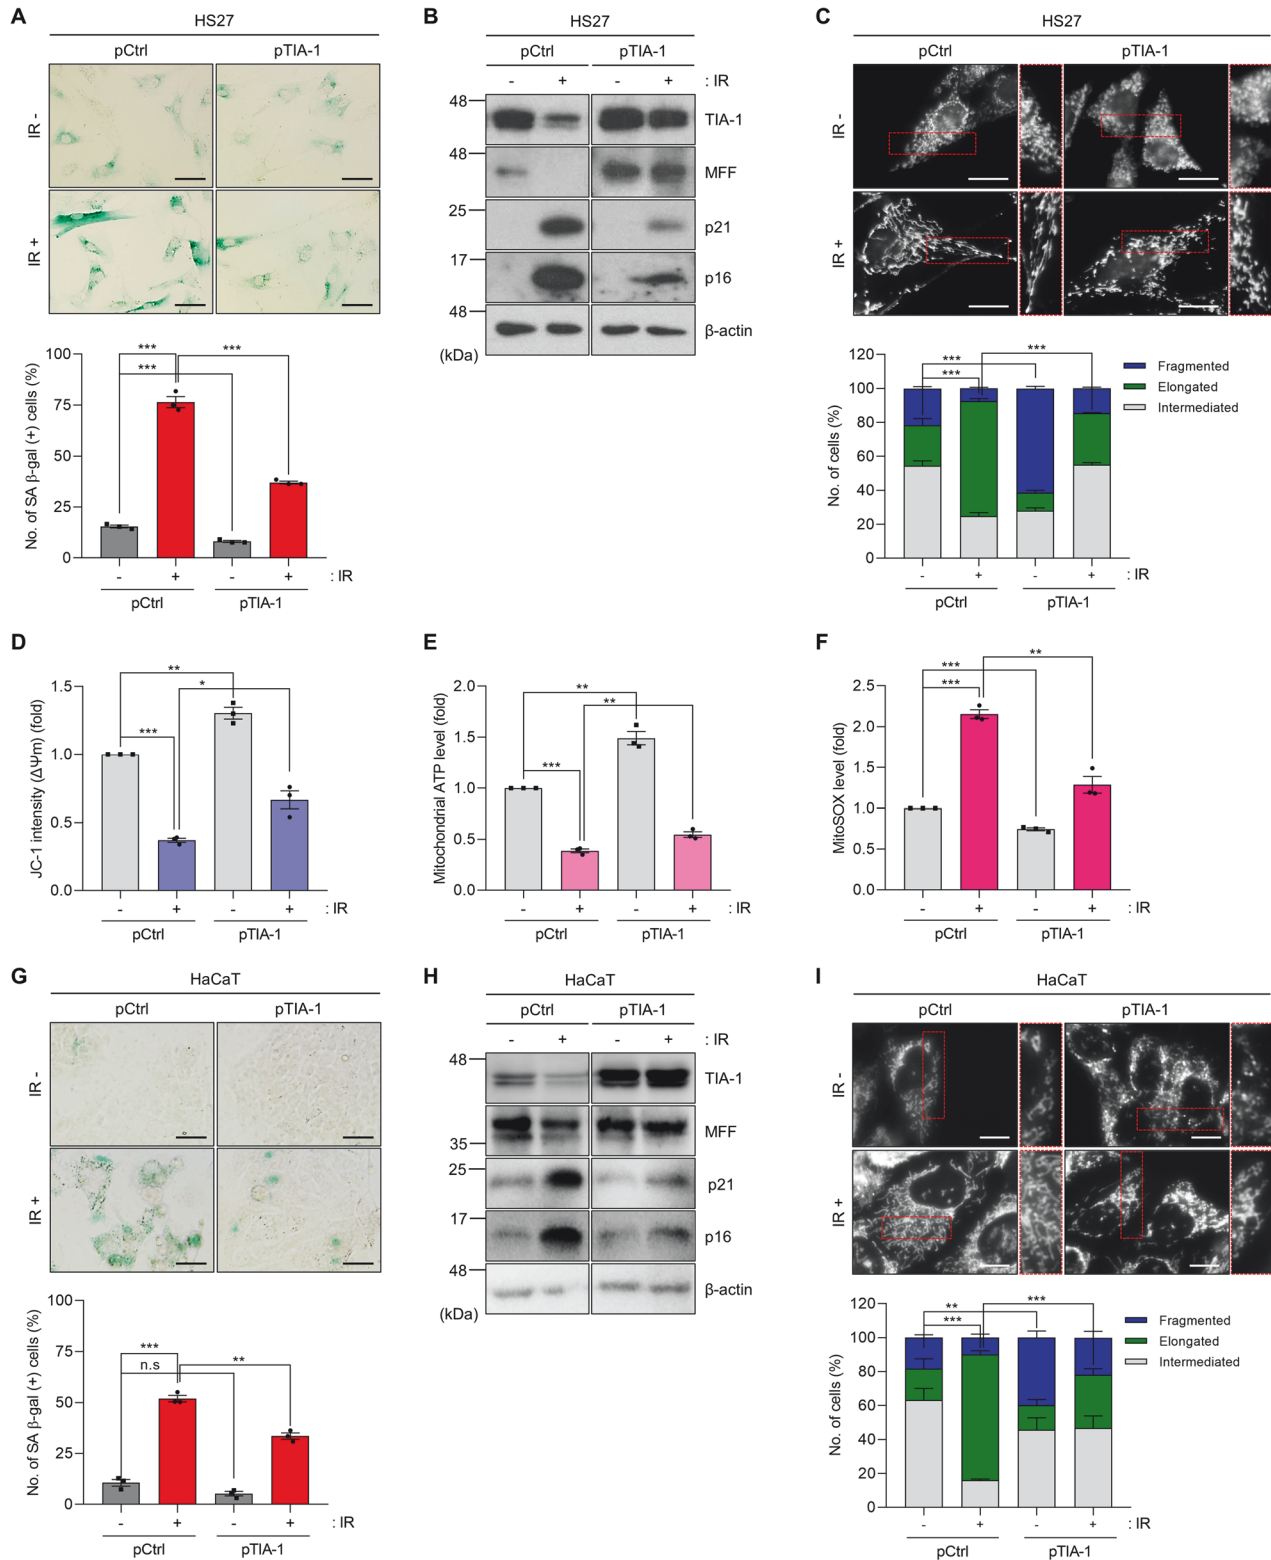 A
HS27
pCtrl pTIA-1
IR -
IR +
100
75
50
25
0
No. of SA β-gal (+) cells (%)
***
***
***
- + - + : IR
pCtrl pTIA-1
B
HS27
pCtrl pTIA-1
- + - + : IR
48 TIA-1
48 MFF
25 p21
17 p16
48 β-actin
(kDa)
C
HS27
pCtrl pTIA-1
IR -
IR +
120
100
80
60
40
20
0
No. of cells (%)
***
***
***
Fragmented
Elongated
Intermediated
- + - + : IR
pCtrl pTIA-1
D
1.5
1.0
0.5
0.0
JC-1 intensity (ΔΨm) (fold)
**
*
***
- + - + : IR
pCtrl pTIA-1
E
2.0
1.5
1.0
0.5
0.0
Mitochondrial ATP level (fold)
**
**
***
- + - + : IR
pCtrl pTIA-1
F
2.5
2.0
1.5
1.0
0.5
0.0
MitoSOX level (fold)
**
***
***
- + - + : IR
pCtrl pTIA-1
G
HaCaT
pCtrl pTIA-1
IR -
IR +
100
75
50
25
0
No. of SA β-gal (+) cells (%)
***
n.s
**
- + - + : IR
pCtrl pTIA-1
H
HaCaT
pCtrl pTIA-1
- + - + : IR
48 TIA-1
MFF
35
25 p21
17 p16
48 β-actin
(kDa)
I
HaCaT
pCtrl pTIA-1
IR -
IR +
120
100
80
60
40
20
0
No. of cells (%)
***
**
***
Fragmented
Elongated
Intermediated
- + - + : IR
pCtrl pTIA-1